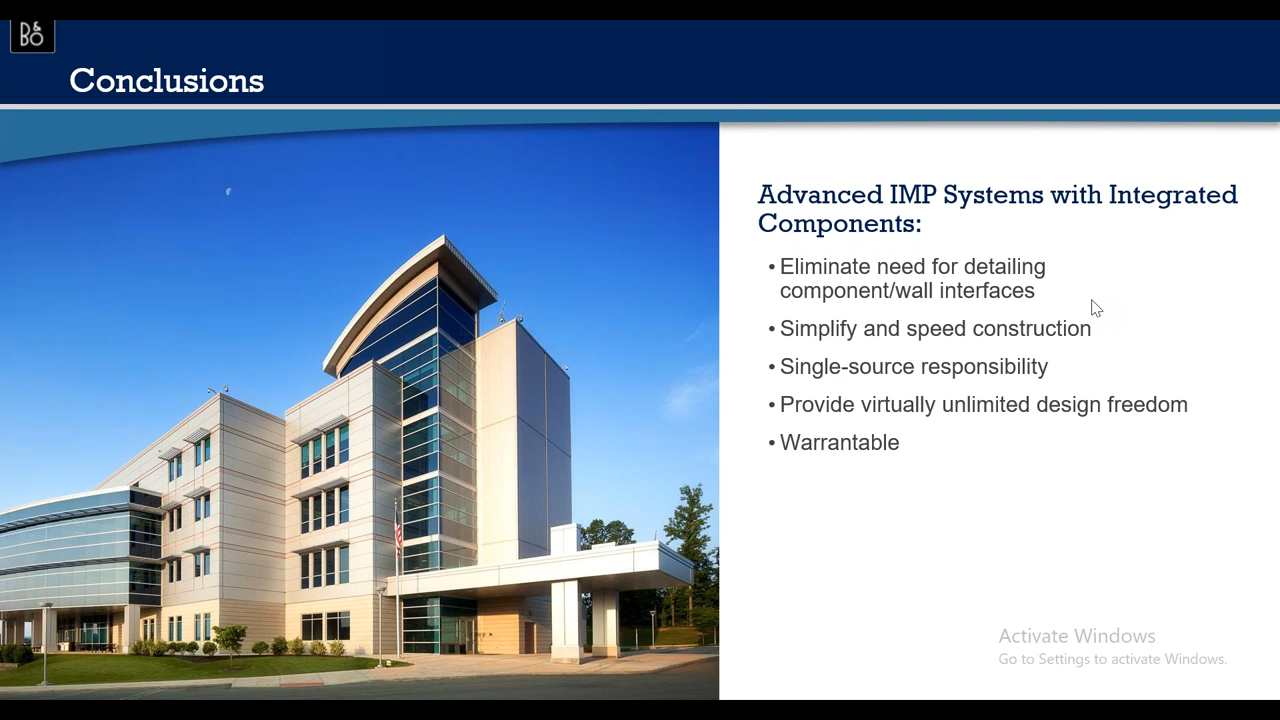 B&O
Conclusions
Advanced IMP Systems with Integrated
Components:
• Eliminate need for detailing
component/wall interfaces
• Simplify and speed construction
• Single-source responsibility
• Provide virtually unlimited design freedom
• Warrantable
Activate Windows
Go to Settings to activate Windows.